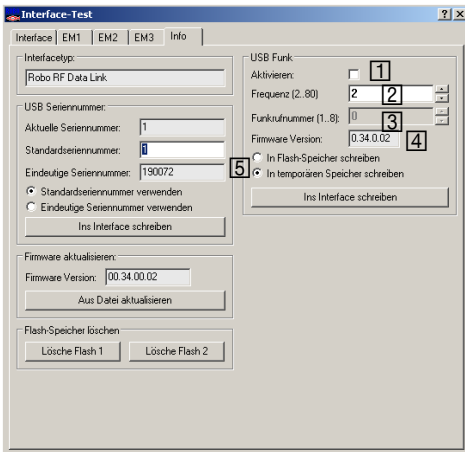 Interface-Test
Interface EM1 EM2 EM3 Info
Interfacetyp:
Robo RF Data Link
USB Seriennummer:
Aktuelle Seriennummer: 1
Standardseriennummer: 1
Eindeutige Seriennummer: 190072
Standardseriennummer verwenden
Eindeutige Seriennummer verwenden
Ins Interface schreiben
Firmware aktualisieren:
Firmware Version: 00.34.00.02
Aus Datei aktualisieren
Flash-Speicher löschen
Lösche Flash 1 Lösche Flash 2
USB Funk
Aktivieren: 1
Frequenz (2..80) 2 2
Funkrufnummer (1..8): 0 3
Firmware Version: 0.34.0.02 4
5 In Flash-Speicher schreiben
In temporären Speicher schreiben
Ins Interface schreiben